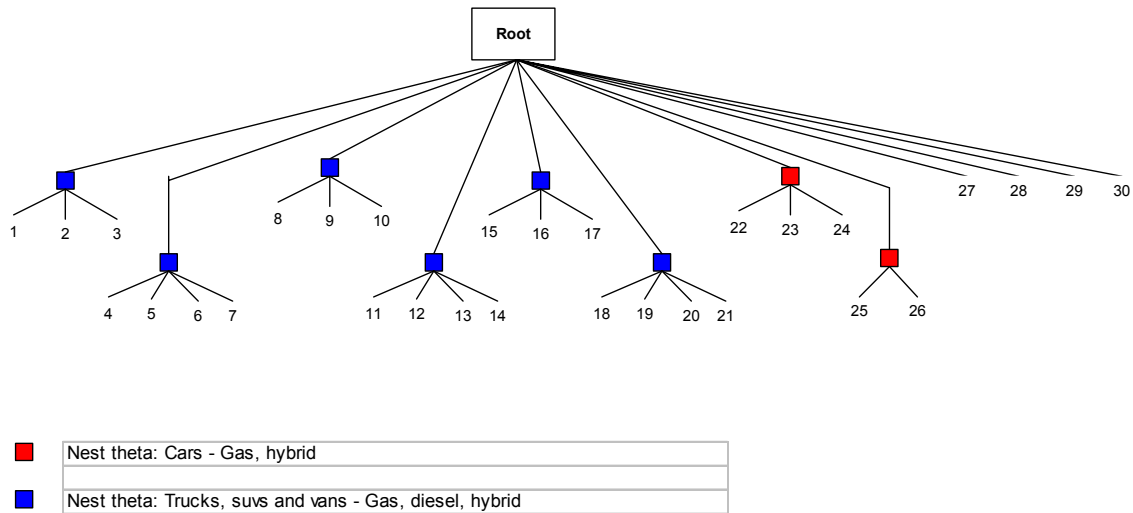 Root
27 28 29 30
1 2 3
8 9 10
15 16 17
22 23 24
4 5 6 7
11 12 13 14
18 19 20 21
25 26
Nest theta: Cars - Gas, hybrid
Nest theta: Trucks, suvs and vans - Gas, diesel, hybrid